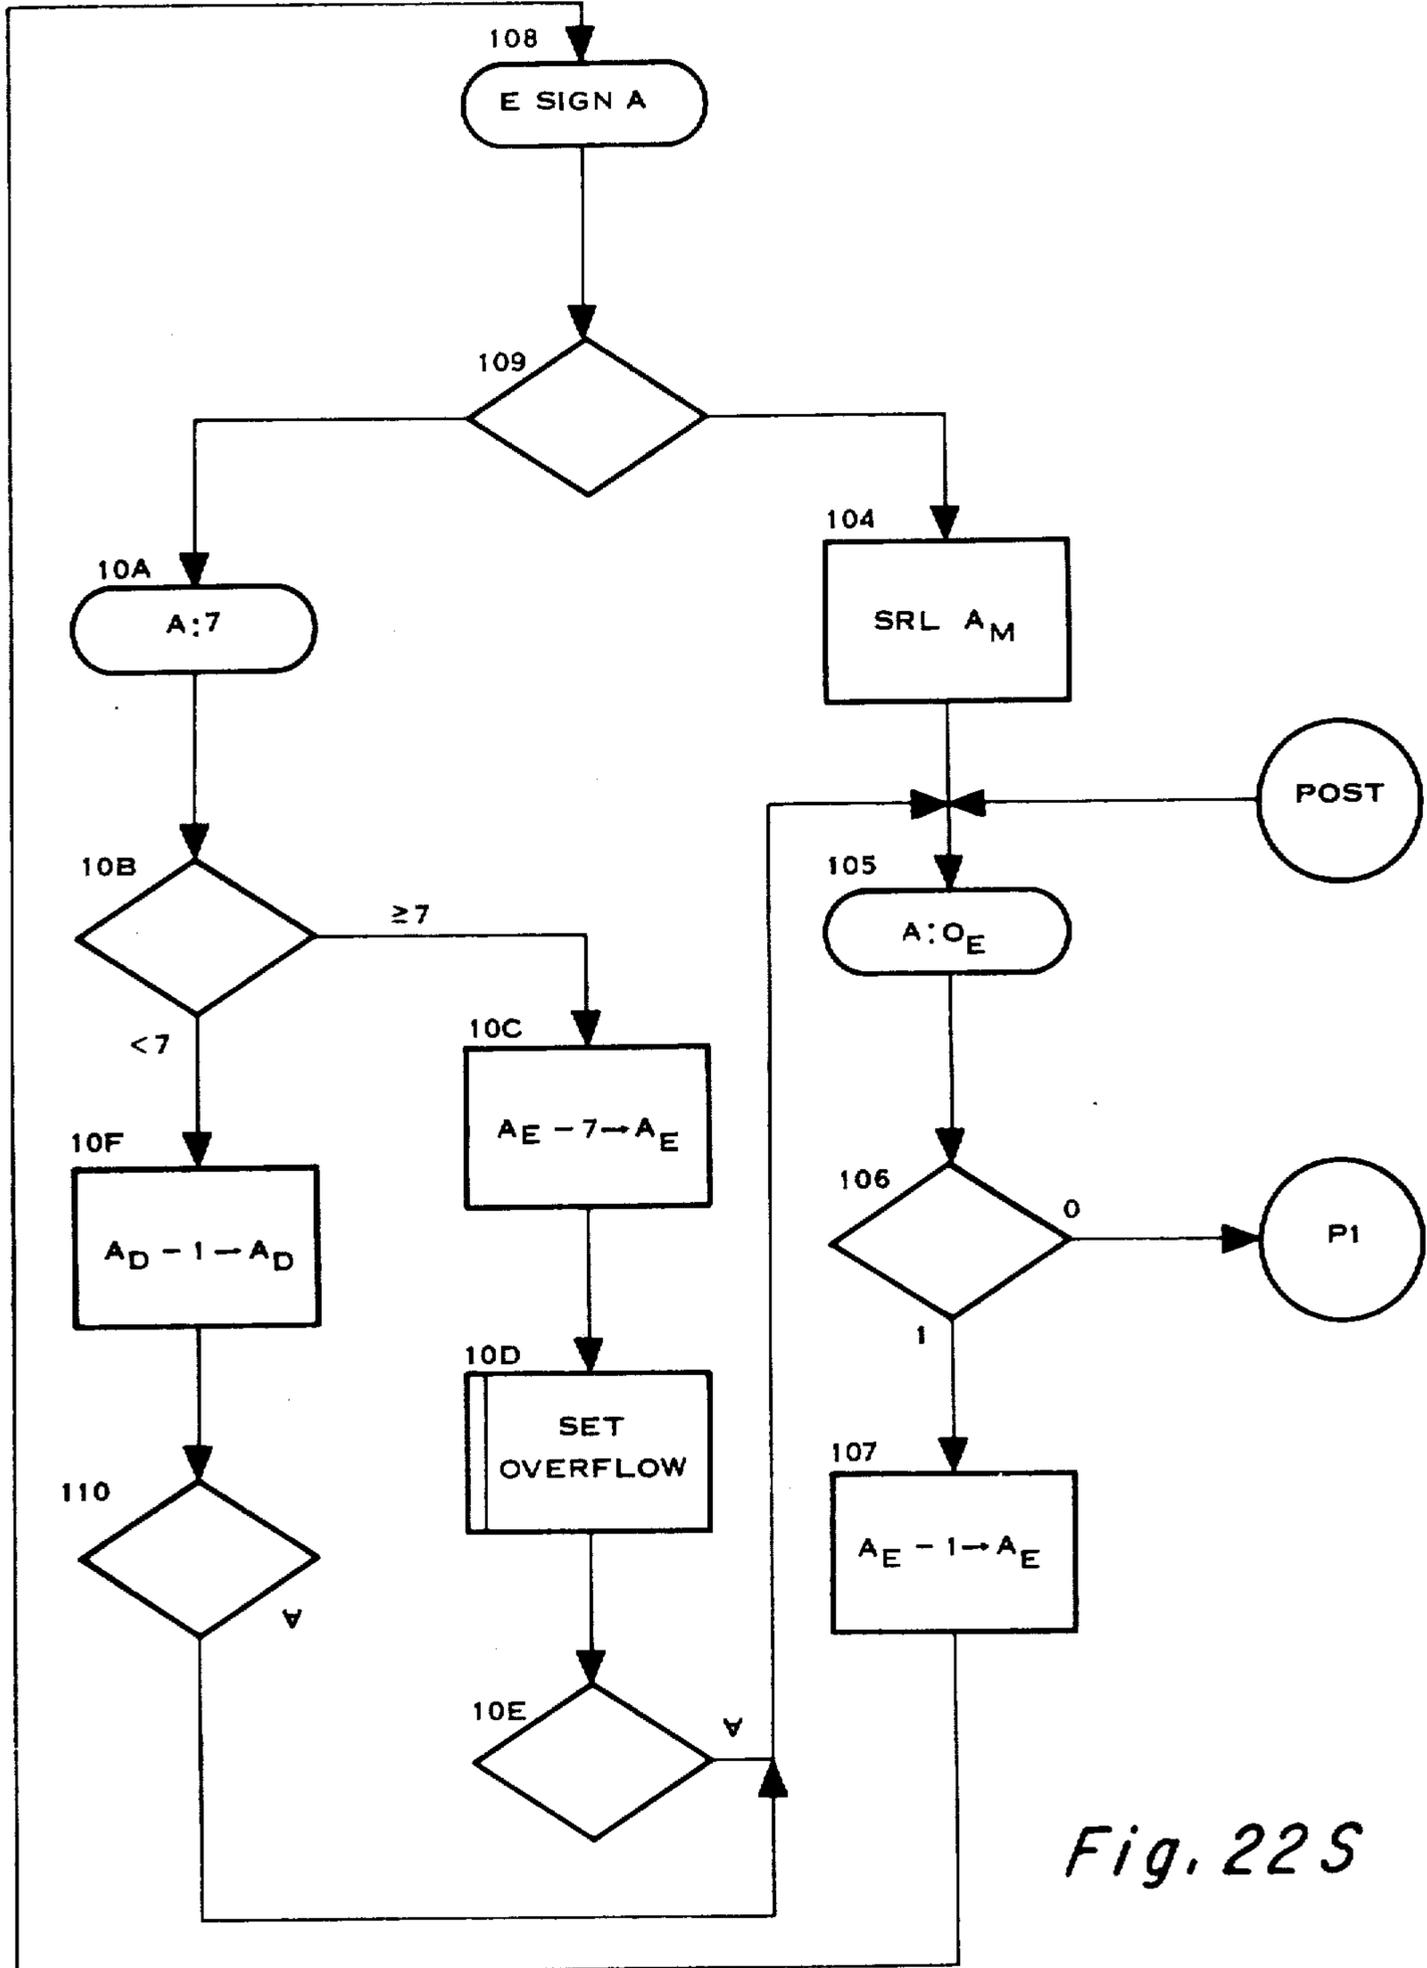 108
E SIGN A
109
104
SRL A_M
10A
A:7
POST
105
A:O_E
10B
≥7
<7
10C
A_E − 7→A_E
10F
A_D − 1→A_D
106
0
P1
1
10D
SET
OVERFLOW
107
A_E − 1→A_E
110
∀
10E
∀
Fig. 22S